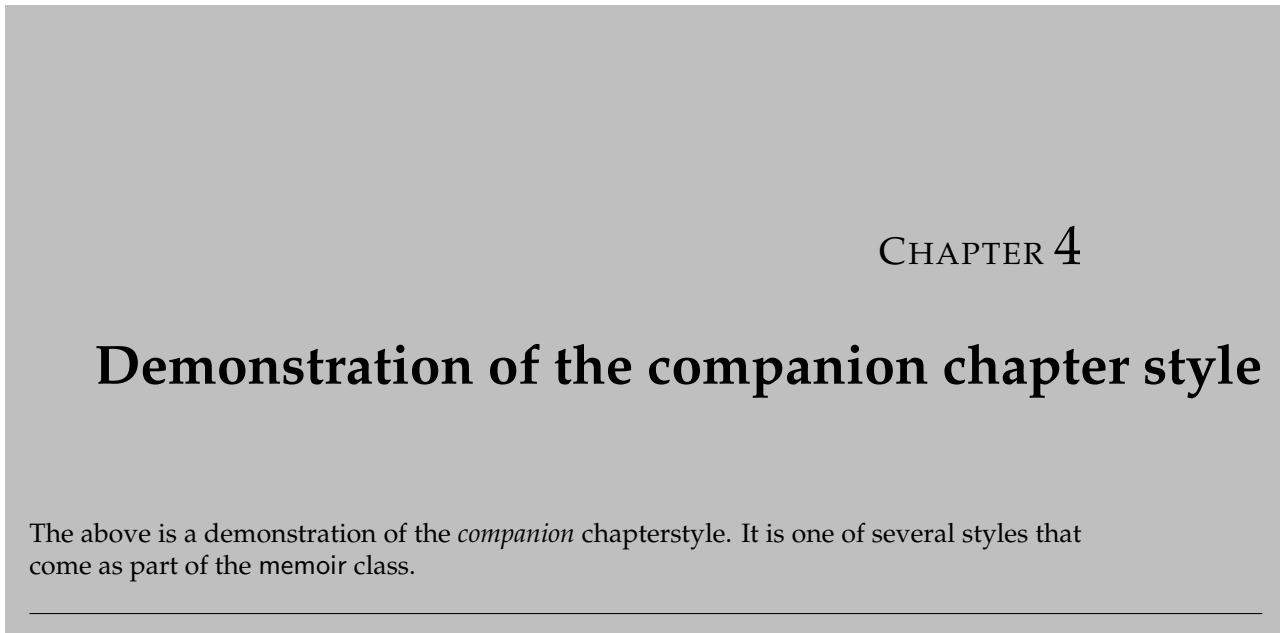 CHAPTER 4
Demonstration of the companion chapter style
The above is a demonstration of the companion chapterstyle. It is one of several styles that
come as part of the memoir class.